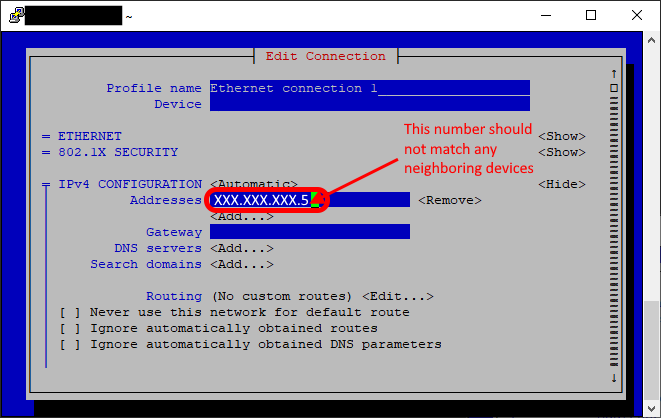 ~
Edit Connection
Profile name Ethernet connection 1
Device
ETHERNET <Show>
802.1X SECURITY <Show>
This number should
not match any
neighboring devices
IPv4 CONFIGURATION <Automatic> <Hide>
Addresses XXX.XXX.XXX.5 <Remove>
<Add...>
Gateway
DNS servers <Add...>
Search domains <Add...>
Routing (No custom routes) <Edit...>
[ ] Never use this network for default route
[ ] Ignore automatically obtained routes
[ ] Ignore automatically obtained DNS parameters